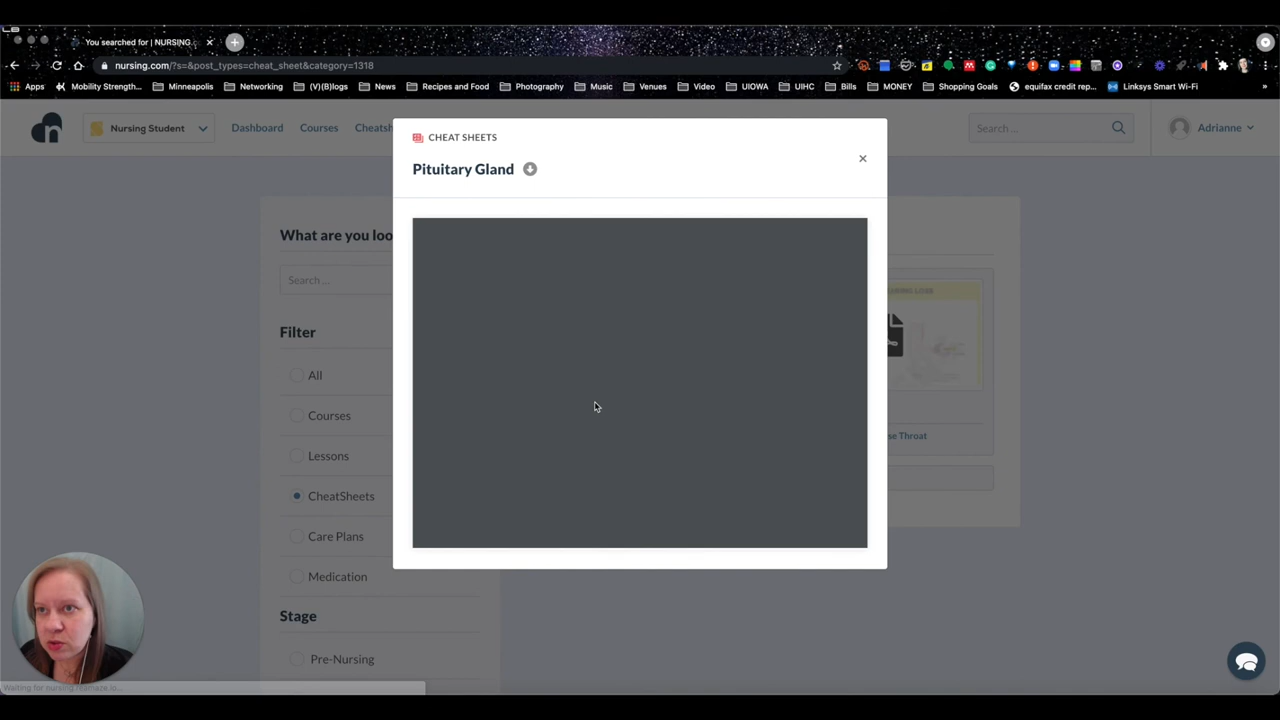 You searched for | NURSING.c
nursing.com/?s=&post_types=cheat_sheet&category=1318
Apps
Mobility Strength...
Minneapolis
Networking
(V)(B)logs
News
Recipes and Food
Photography
Music
Venues
Video
UIOWA
UIHC
Bills
MONEY
Shopping Goals
equifax credit rep...
Linksys Smart Wi-Fi
»
Nursing Student
Dashboard
Courses
Cheatsh
Search ...
Adrianne
CHEAT SHEETS
Pituitary Gland
×
What are you loo
Search ...
Filter
All
Courses
Lessons
CheatSheets
Care Plans
Medication
Stage
Pre-Nursing
se Throat